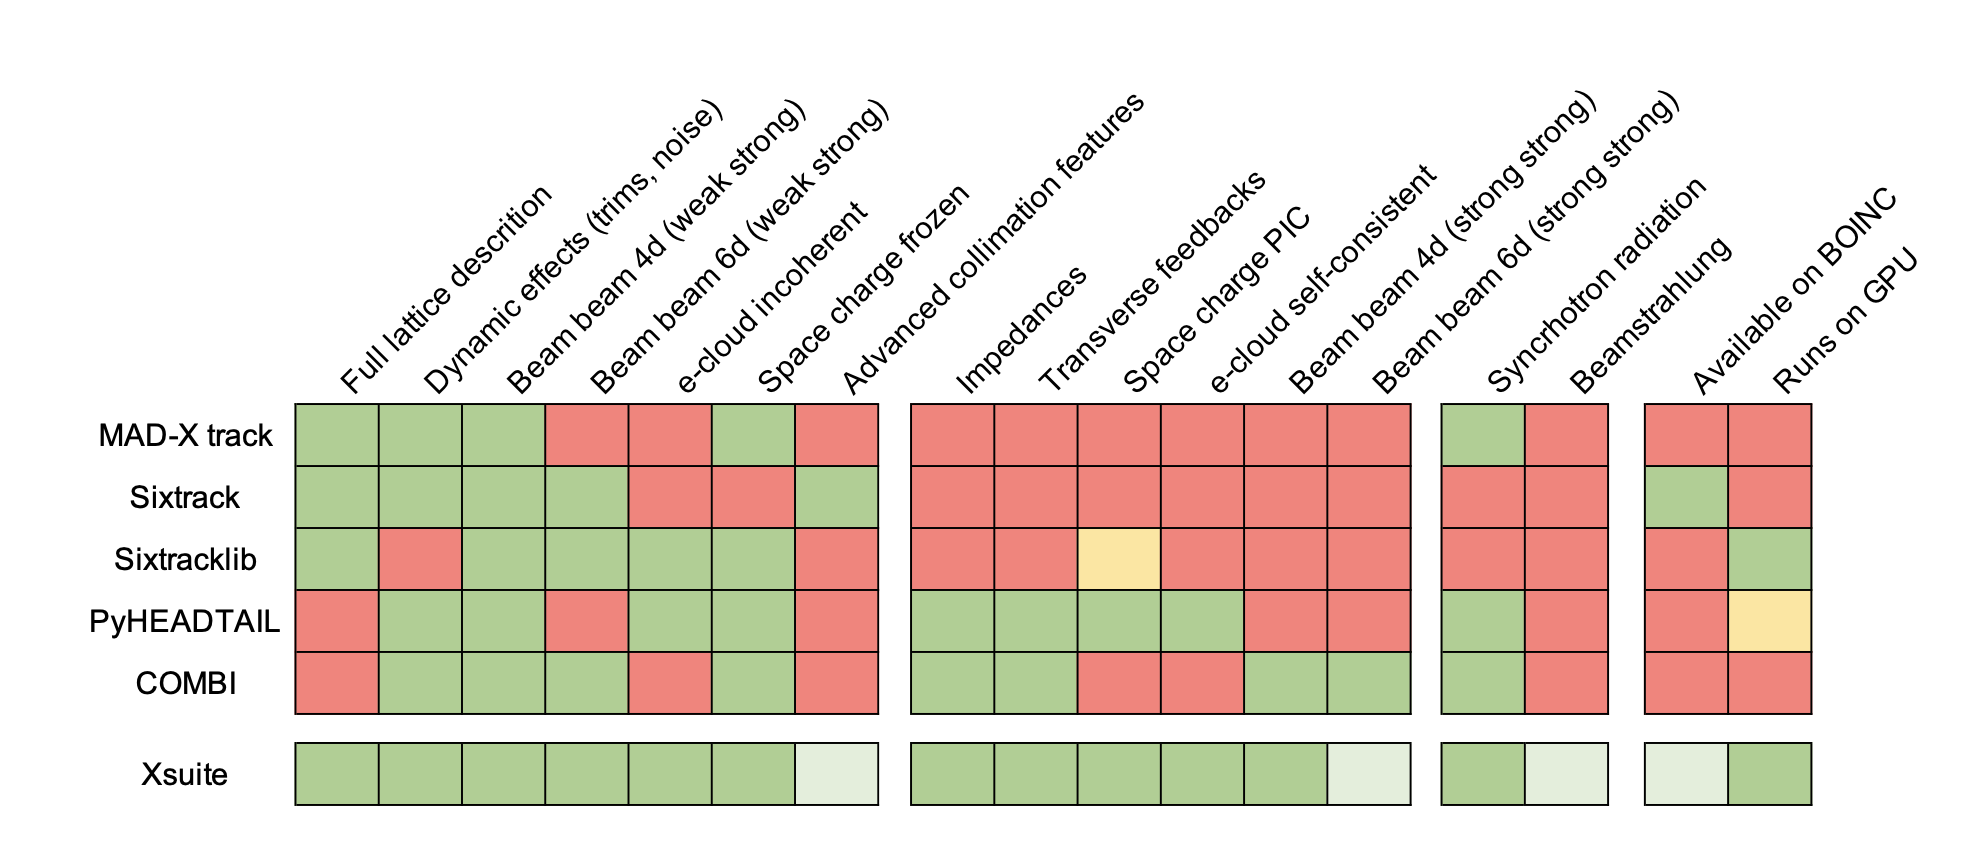 Full lattice descrition
Dynamic effects (trims, noise)
Beam beam 4d (weak strong)
Beam beam 6d (weak strong)
e-cloud incoherent
Space charge frozen
Advanced collimation features
Impedances
Transverse feedbacks
Space charge PIC
e-cloud self-consistent
Beam beam 4d (strong strong)
Beam beam 6d (strong strong)
Syncrhotron radiation
Beamstrahlung
Available on BOINC
Runs on GPU
MAD-X track
Sixtrack
Sixtracklib
PyHEADTAIL
COMBI
Xsuite